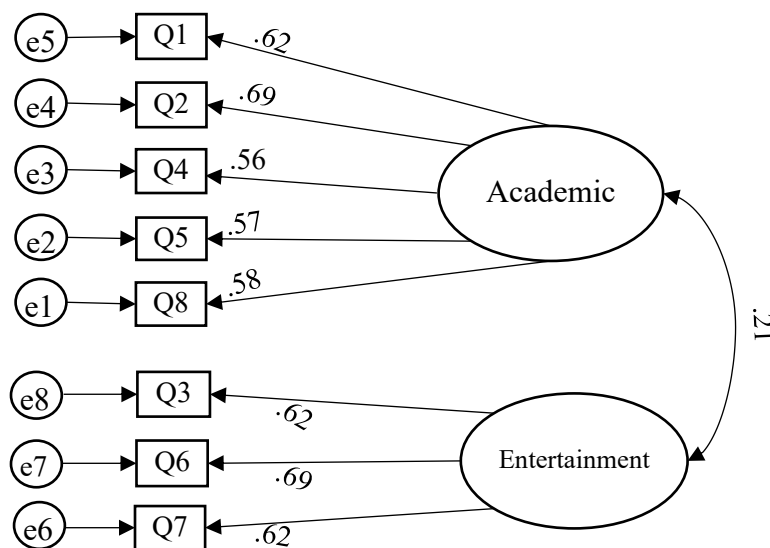 e5 Q1 .62
e4 Q2 .69
e3 Q4 .56 Academic
e2 Q5 .57
e1 Q8 .58
.21
e8 Q3 .62
e7 Q6 .69 Entertainment
e6 Q7 .62